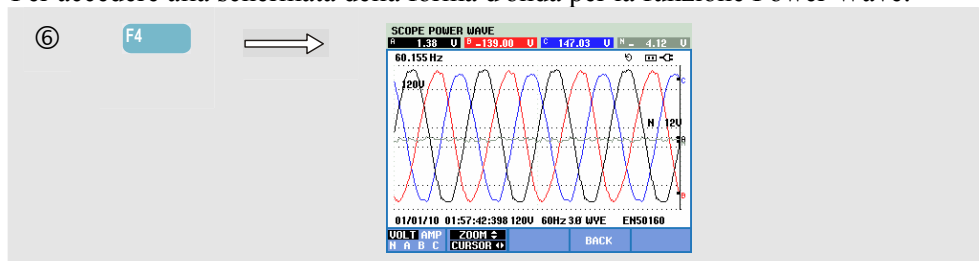 Per accedere alla schermata della forma d'onda per la funzione Power Wave:
⑥ F4
SCOPE POWER WAVE
A 1.38 V B -139.00 V C 147.03 V N - 4.12 V
60.155 Hz
120V
C
N 12V
A
B
01/01/10 01:57:42:398 120V 60Hz 3.Ø WYE EN50160
VOLT AMP ZOOM
N A B C CURSOR BACK